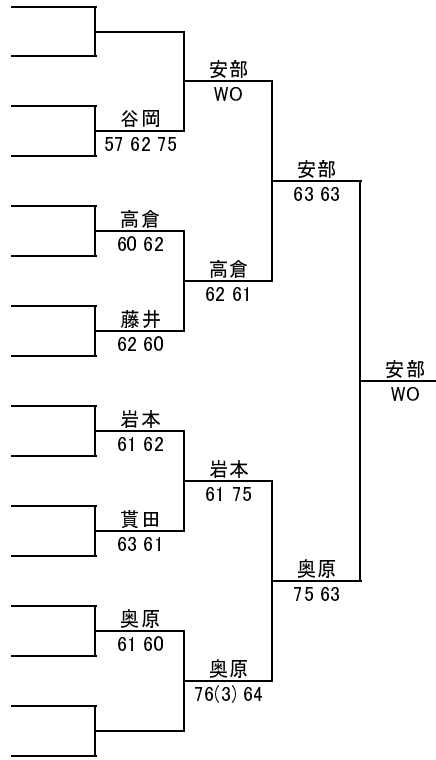 安部
WO
谷岡
57 62 75
安部
63 63
高倉
60 62
高倉
62 61
藤井
62 60
安部
WO
岩本
61 62
岩本
61 75
貰田
63 61
奥原
75 63
奥原
61 60
奥原
76(3) 64